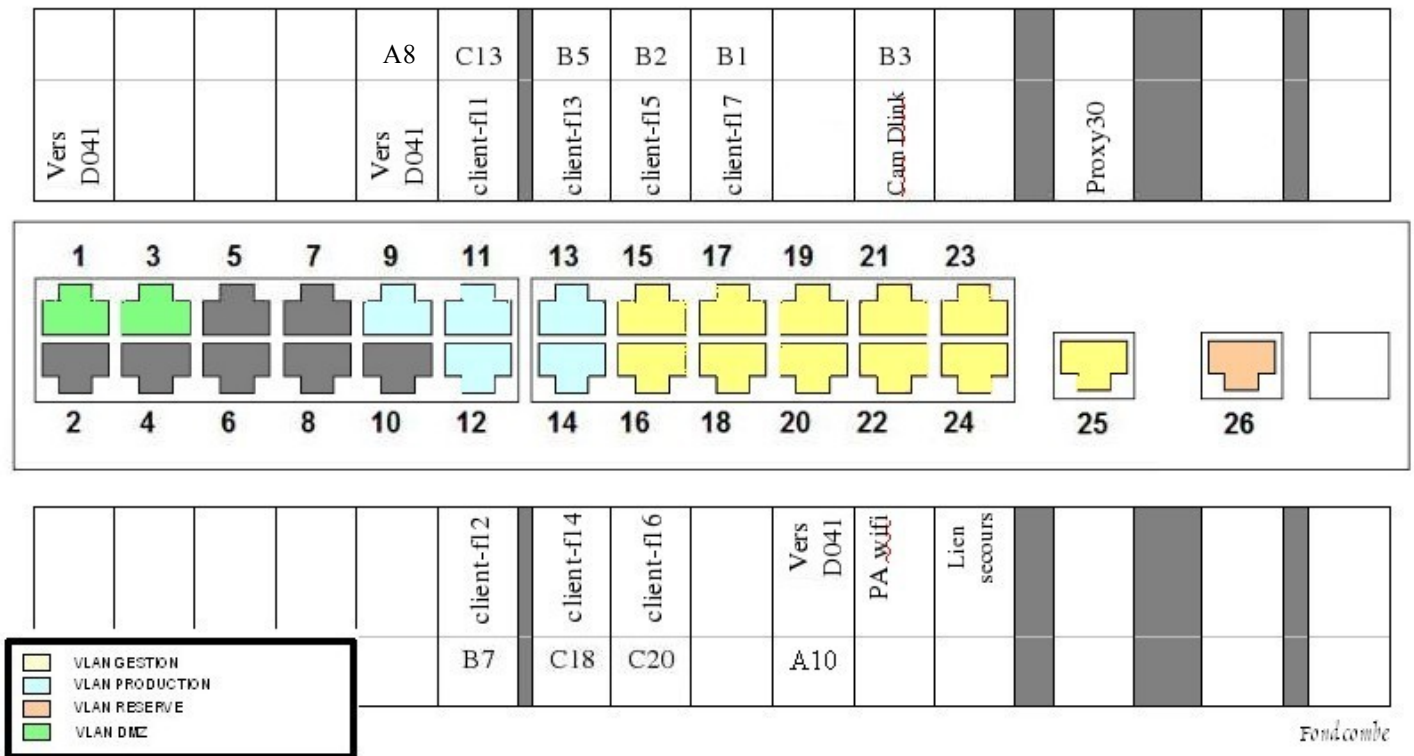 A8 C13 B5 B2 B1 B3
Vers D041 Vers D041 client-fl1 client-fl3 client-fl5 client-fl7 Cam Dlink Proxy30
1 3 5 7 9 11 13 15 17 19 21 23
2 4 6 8 10 12 14 16 18 20 22 24 25 26
client-fl2 client-fl4 client-fl6 Vers D041 PA wifi Lien secours
B7 C18 C20 A10
VLAN GESTION
VLAN PRODUCTION
VLAN RESERVE
VLAN DMZ
Fondcombe